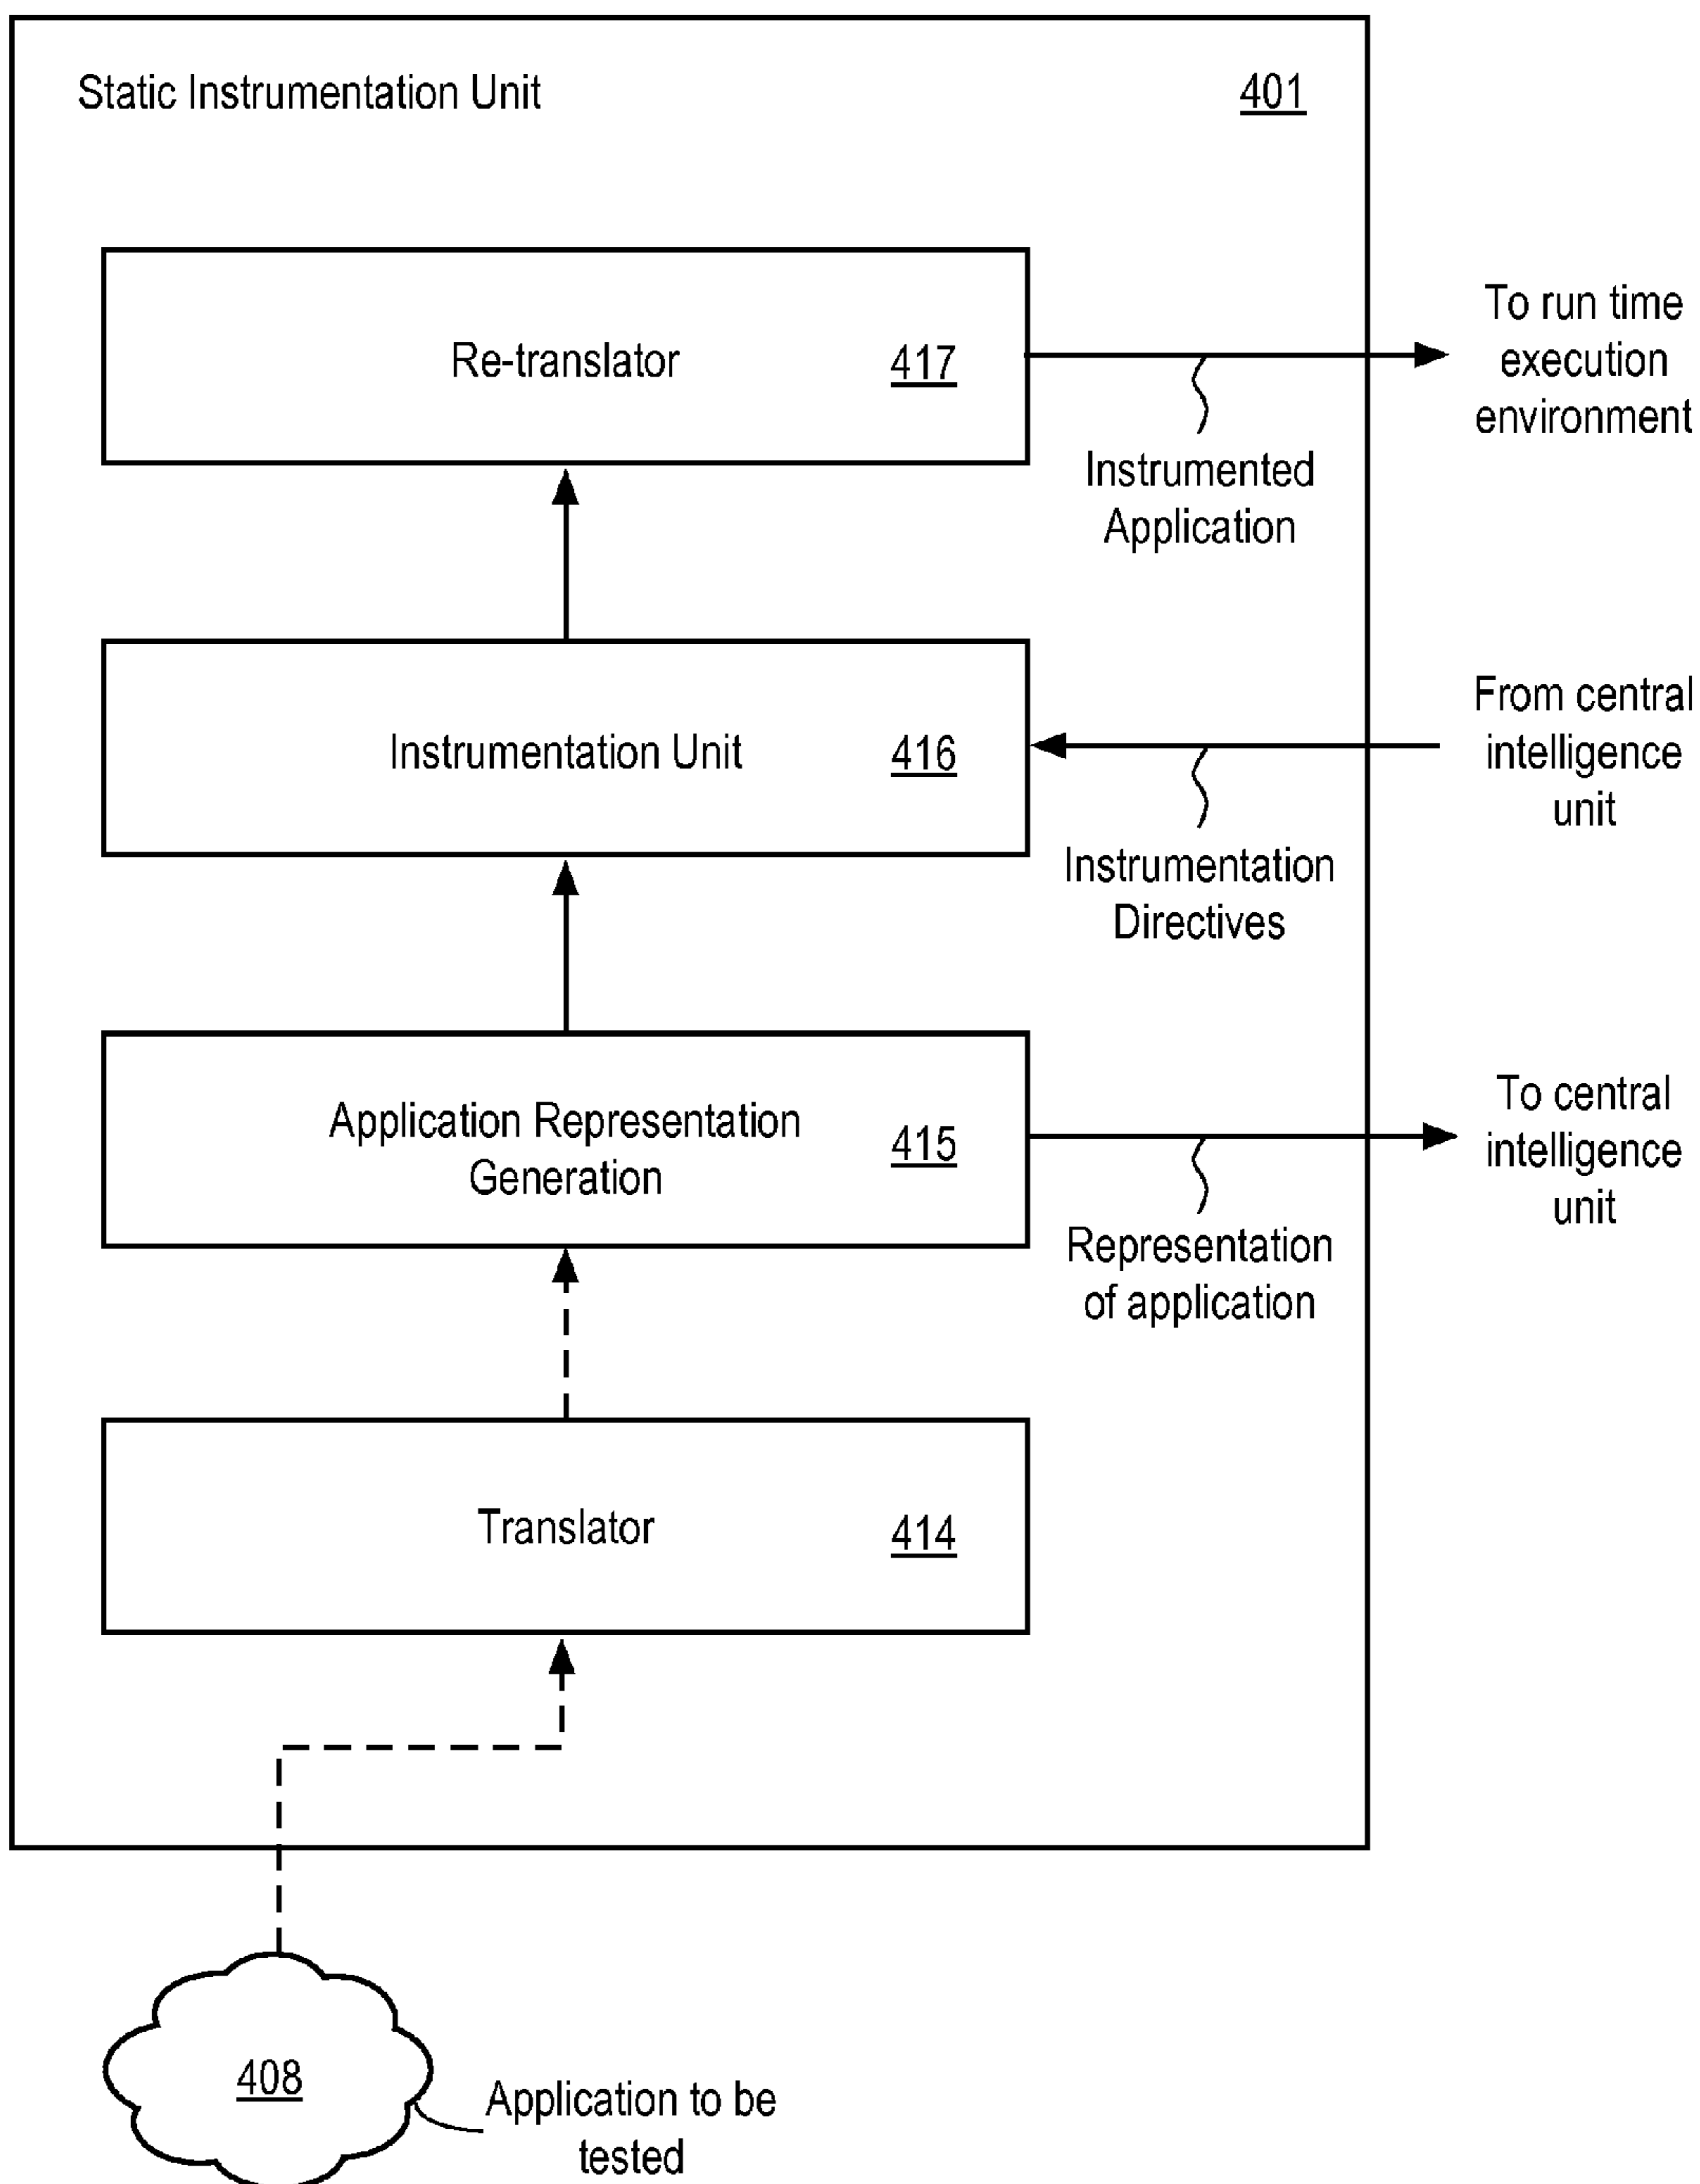 Static Instrumentation Unit 401
Re-translator 417
To run time
execution
environment
Instrumented
Application
Instrumentation Unit 416
From central
intelligence
unit
Instrumentation
Directives
Application Representation
Generation
415
To central
intelligence
unit
Representation
of application
Translator 414
408
Application to be
tested